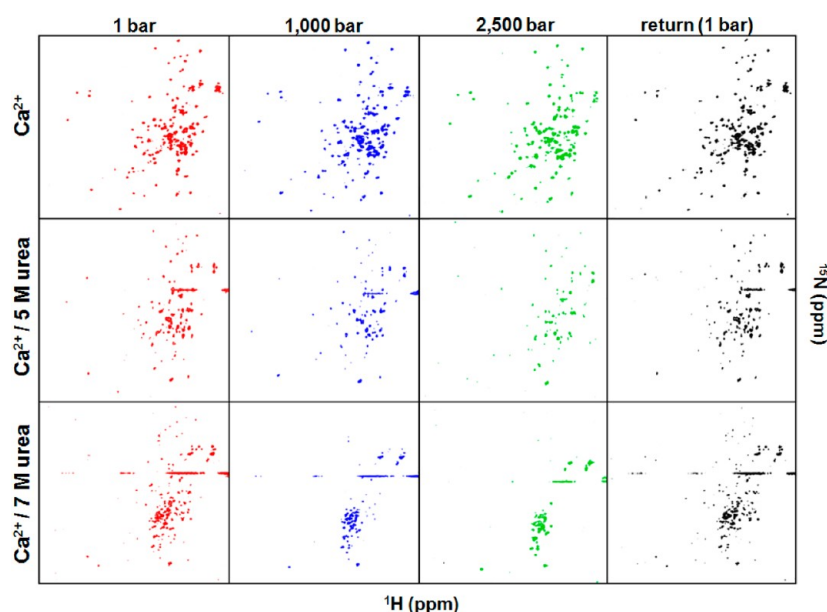 1 bar 1,000 bar 2,500 bar return (1 bar)
Ca²⁺
Ca²⁺ / 5 M urea
Ca²⁺ / 7 M urea
¹⁵N (ppm)
¹H (ppm)